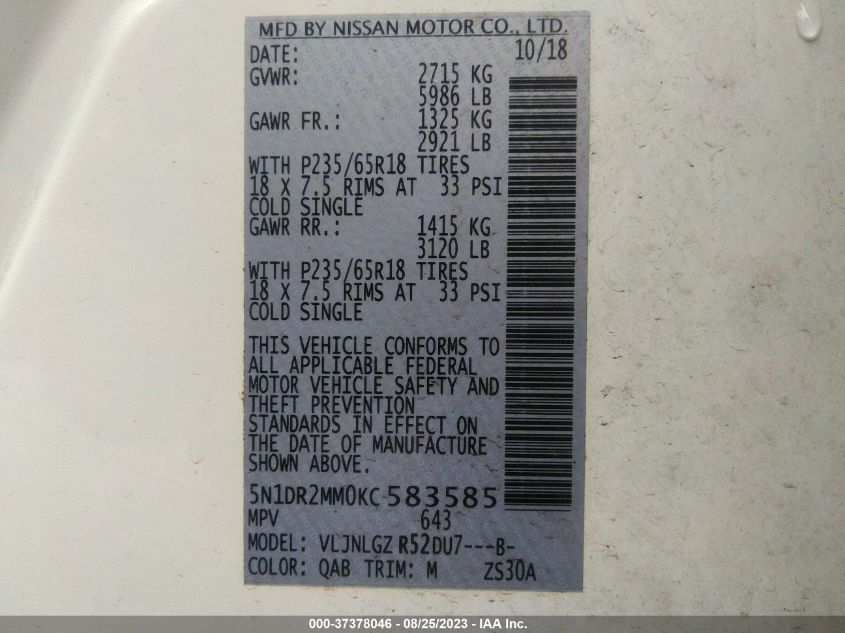 MFD BY NISSAN MOTOR CO., LTD.
DATE: 10/18
GVWR: 2715 KG
5986 LB
GAWR FR.: 1325 KG
2921 LB
WITH P235/65R18 TIRES
18 X 7.5 RIMS AT 33 PSI
COLD SINGLE
GAWR RR.: 1415 KG
3120 LB
WITH P235/65R18 TIRES
18 X 7.5 RIMS AT 33 PSI
COLD SINGLE
THIS VEHICLE CONFORMS TO
ALL APPLICABLE FEDERAL
MOTOR VEHICLE SAFETY AND
THEFT PREVENTION
STANDARDS IN EFFECT ON
THE DATE OF MANUFACTURE
SHOWN ABOVE.
5N1DR2MM0KC583585
MPV 643
MODEL: VLJNLGZ R52DU7---B-
COLOR: QAB TRIM: M ZS30A
000-37378046 - 08/25/2023 - IAA Inc.